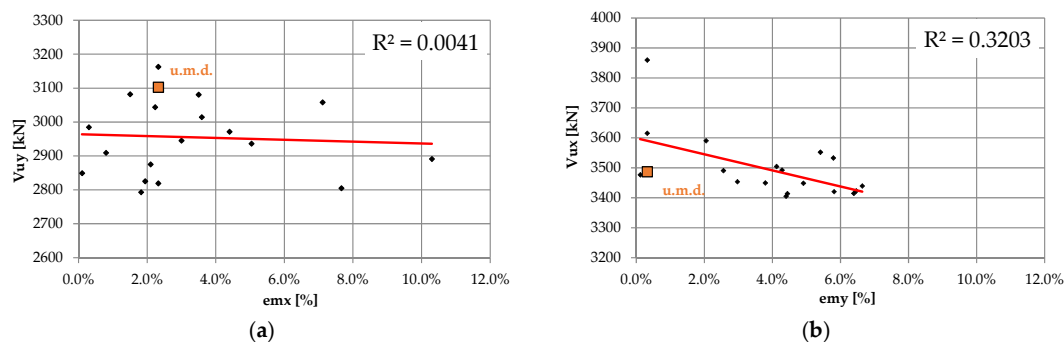 3300
3200
3100
3000
2900
2800
2700
2600
Vuy [kN]
R² = 0.0041
u.m.d.
0.0% 2.0% 4.0% 6.0% 8.0% 10.0% 12.0%
emx [%]
(a)
4000
3900
3800
3700
3600
3500
3400
3300
3200
Vux [kN]
R² = 0.3203
u.m.d.
0.0% 2.0% 4.0% 6.0% 8.0% 10.0% 12.0%
emy [%]
(b)